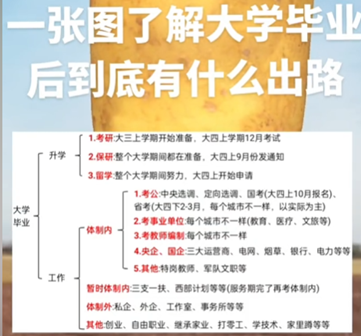 一张图了解大学毕业
后到底有什么出路
大学
毕业
升学
1.考研:大三上学期开始准备、大四上学期12月考试
2.保研:整个大学期间都在准备、大四上9月份发通知
3.留学:整个大学期间努力、大四上开始申请
工作
体制内
1.考公:中央选调、定向选调、国考(大四上10月报名)、
省考(大四下2-3月，每个城市不一样，以实际为主)
2.考事业单位:每个城市不一样(教育、医疗、文旅等)
3.考教师编制:每个城市不一样
4.央企、国企:三大运营商、电网、烟草、银行、电力等等
5.其他:特岗教师、军队文职等
暂时体制内:三支一扶、西部计划等等(服务期完了再考体制内)
体制外:私企、外企、工作室、事务所等等
其他:创业、自由职业、继承家业、打零工、学技术、家里蹲等等